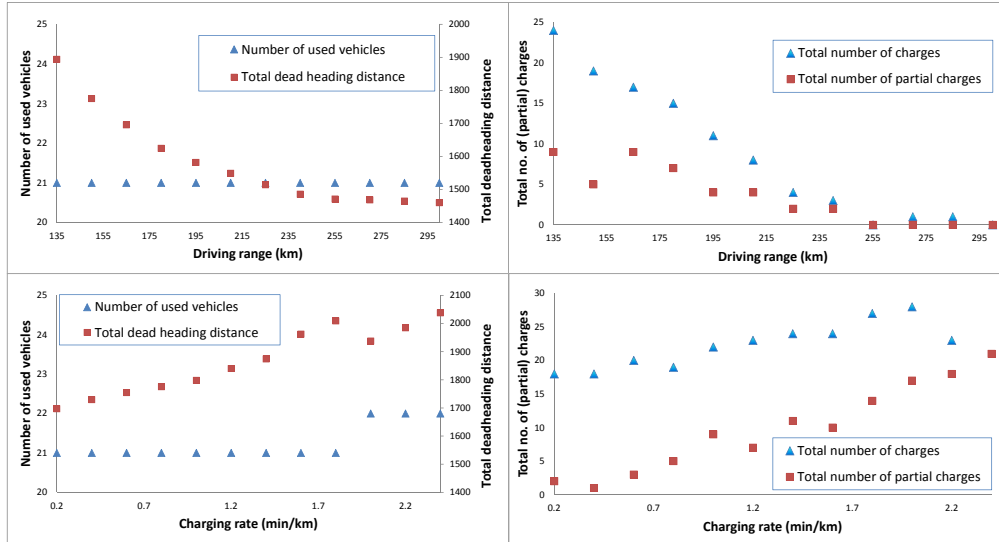 25
24
23
22
21
20
Number of used vehicles
Number of used vehicles
Total dead heading distance
2000
1900
1800
1700
1600
1500
1400
Total deadheading distance
135 155 175 195 215 235 255 275 295
Driving range (km)
25
20
15
10
5
0
Total no. of (partial) charges
Total number of charges
Total number of partial charges
135 155 175 195 215 235 255 275 295
Driving range (km)
25
24
23
22
21
20
Number of used vehicles
Number of used vehicles
Total dead heading distance
2100
2000
1900
1800
1700
1600
1500
1400
Total deadheading distance
0.2 0.7 1.2 1.7 2.2
Charging rate (min/km)
30
25
20
15
10
5
0
Total no. of (partial) charges
Total number of charges
Total number of partial charges
0.2 0.7 1.2 1.7 2.2
Charging rate (min/km)